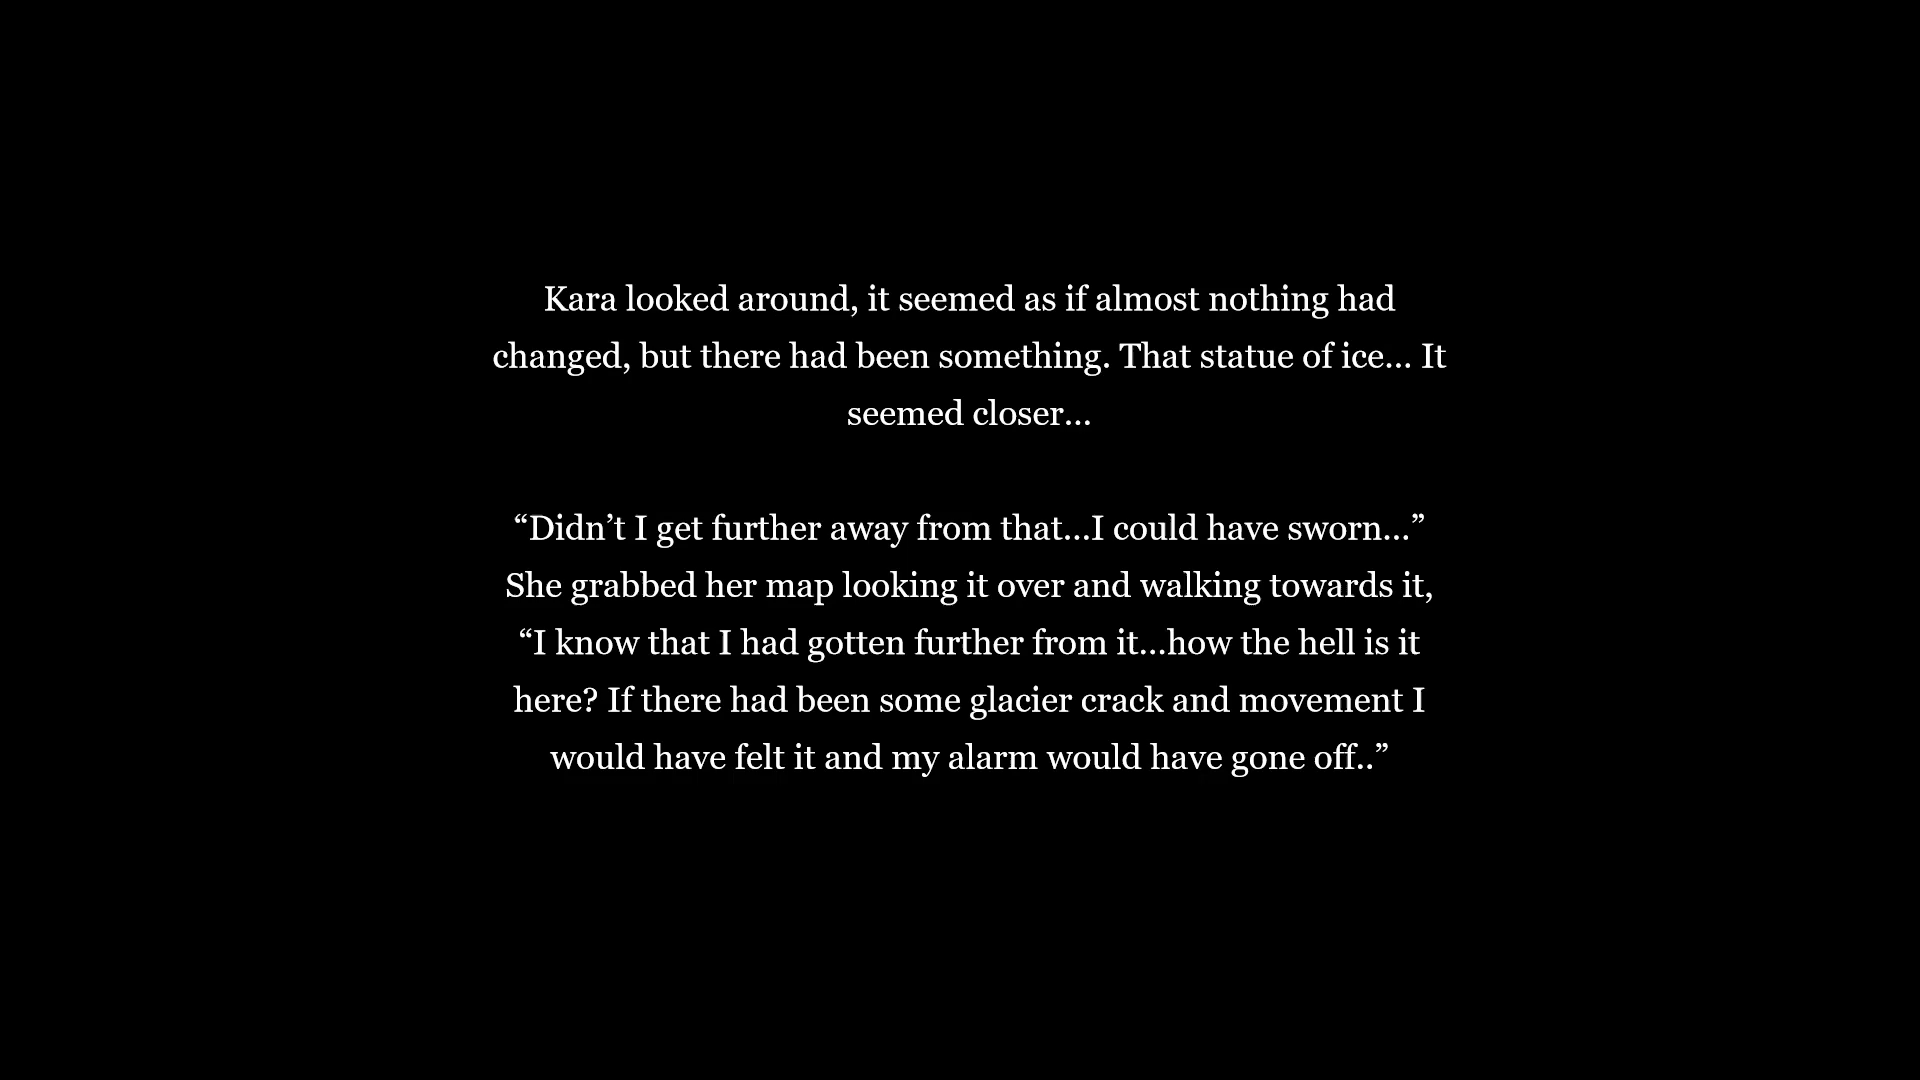 Kara looked around, it seemed as if almost nothing had
changed, but there had been something. That statue of ice... It
seemed closer...
“Didn’t I get further away from that...I could have sworn...”
She grabbed her map looking it over and walking towards it,
“I know that I had gotten further from it...how the hell is it
here? If there had been some glacier crack and movement I
would have felt it and my alarm would have gone off..”